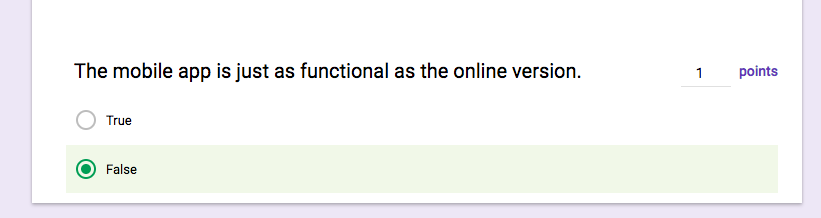 The mobile app is just as functional as the online version. 1 points
True
False